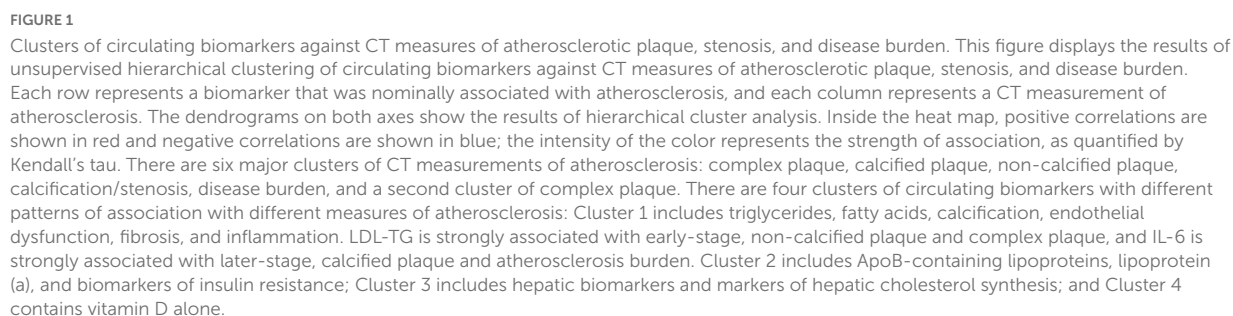 FIGURE 1
Clusters of circulating biomarkers against CT measures of atherosclerotic plaque, stenosis, and disease burden. This figure displays the results of
unsupervised hierarchical clustering of circulating biomarkers against CT measures of atherosclerotic plaque, stenosis, and disease burden.
Each row represents a biomarker that was nominally associated with atherosclerosis, and each column represents a CT measurement of
atherosclerosis. The dendrograms on both axes show the results of hierarchical cluster analysis. Inside the heat map, positive correlations are
shown in red and negative correlations are shown in blue; the intensity of the color represents the strength of association, as quantified by
Kendall's tau. There are six major clusters of CT measurements of atherosclerosis: complex plaque, calcified plaque, non-calcified plaque,
calcification/stenosis, disease burden, and a second cluster of complex plaque. There are four clusters of circulating biomarkers with different
patterns of association with different measures of atherosclerosis: Cluster 1 includes triglycerides, fatty acids, calcification, endothelial
dysfunction, fibrosis, and inflammation. LDL-TG is strongly associated with early-stage, non-calcified plaque and complex plaque, and IL-6 is
strongly associated with later-stage, calcified plaque and atherosclerosis burden. Cluster 2 includes ApoB-containing lipoproteins, lipoprotein
(a), and biomarkers of insulin resistance; Cluster 3 includes hepatic biomarkers and markers of hepatic cholesterol synthesis; and Cluster 4
contains vitamin D alone.